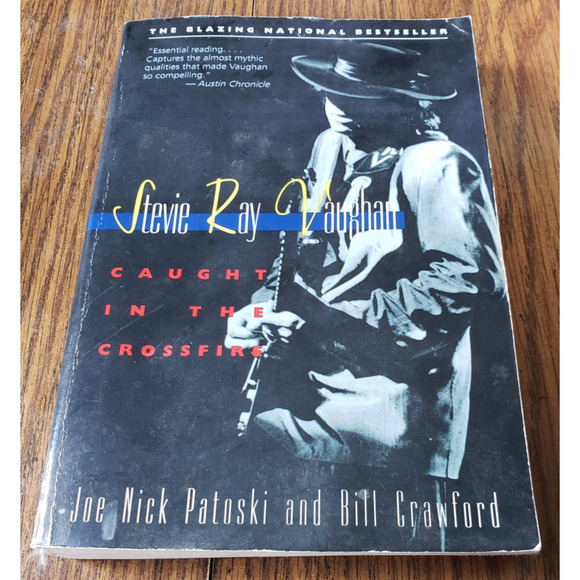 THE BLAZING NATIONAL BESTSELLER
"Essential reading. . . .
Captures the almost mythic
qualities that made Vaughan
so compelling."
— Austin Chronicle
Stevie Ray Vaughan
CAUGHT
IN THE
CROSSFIRE
Joe Nick Patoski and Bill Crawford